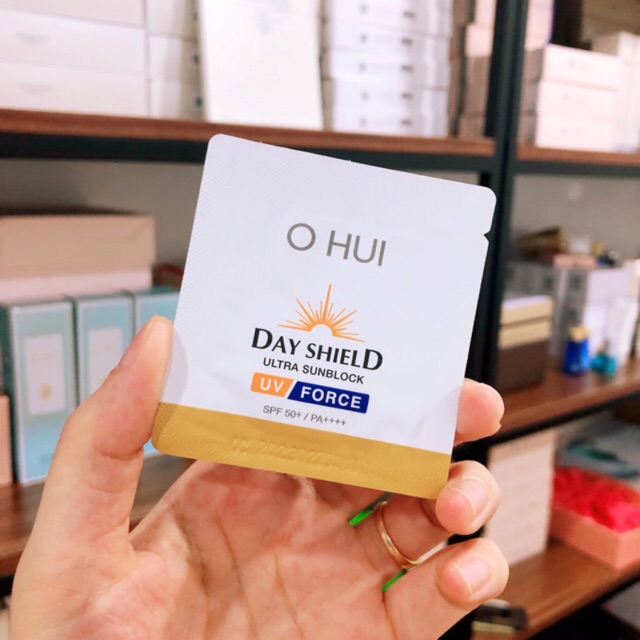 O HUI
DAY SHIELD
ULTRA SUNBLOCK
UV FORCE
SPF 50+ / PA++++